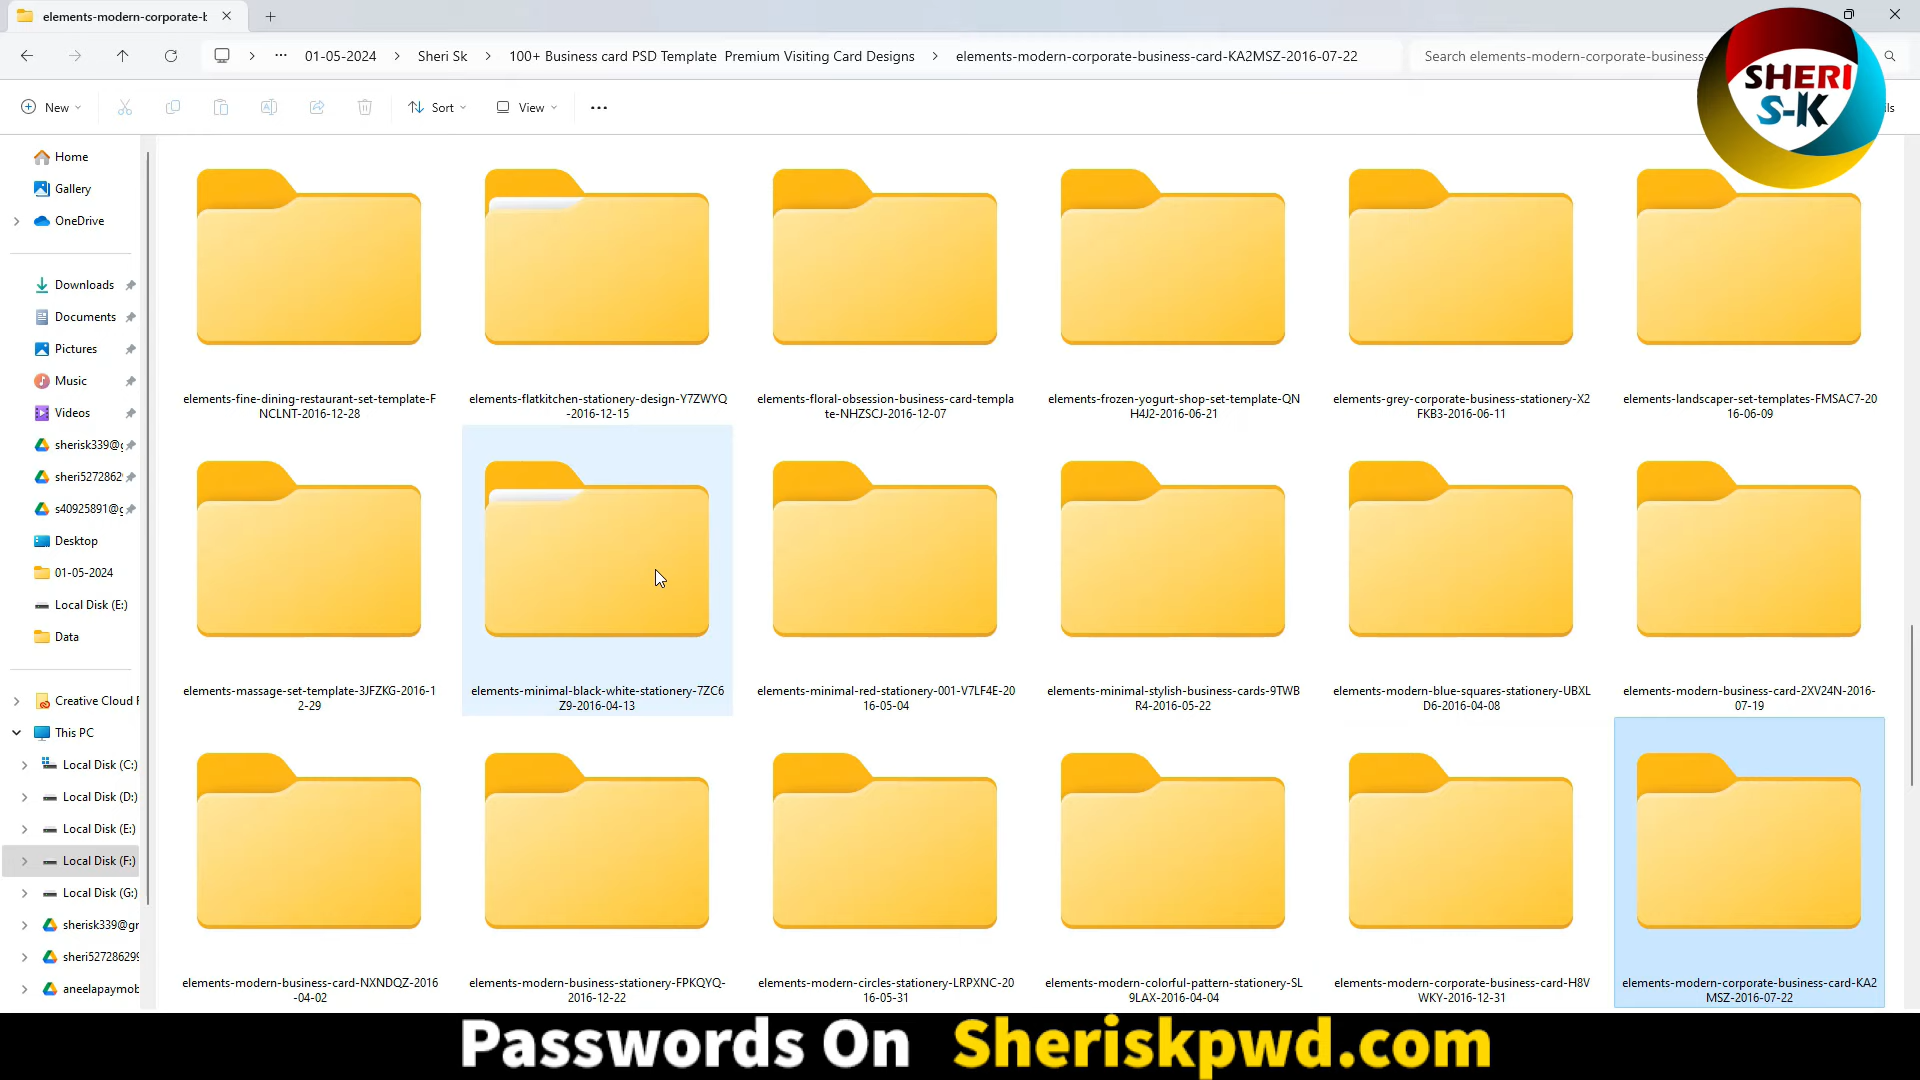 elements-modern-corporate-b
01-05-2024
Sheri Sk
100+ Business card PSD Template Premium Visiting Card Designs
elements-modern-corporate-business-card-KA2MSZ-2016-07-22
Search elements-modern-corporate-business-
SHERI
S-K
New
Sort
View
ils
Home
Gallery
OneDrive
Downloads
Documents
Pictures
Music
Videos
sherisk339@g
sheri5272862
s40925891@g
Desktop
01-05-2024
Local Disk (E:)
Data
Creative Cloud F
This PC
Local Disk (C:)
Local Disk (D:)
Local Disk (E:)
Local Disk (F:)
Local Disk (G:)
sherisk339@gr
sheri527286299
aneelapaymob
elements-fine-dining-restaurant-set-template-F
NCLNT-2016-12-28
elements-flatkitchen-stationery-design-Y7ZWYQ
-2016-12-15
elements-floral-obsession-business-card-templa
te-NHZSCJ-2016-12-07
elements-frozen-yogurt-shop-set-template-QN
H4J2-2016-06-21
elements-grey-corporate-business-stationery-X2
FKB3-2016-06-11
elements-landscaper-set-templates-FMSAC7-20
16-06-09
elements-massage-set-template-3JFZKG-2016-1
2-29
elements-minimal-black-white-stationery-7ZC6
Z9-2016-04-13
elements-minimal-red-stationery-001-V7LF4E-20
16-05-04
elements-minimal-stylish-business-cards-9TWB
R4-2016-05-22
elements-modern-blue-squares-stationery-UBXL
D6-2016-04-08
elements-modern-business-card-2XV24N-2016-
07-19
elements-modern-business-card-NXNDQZ-2016
-04-02
elements-modern-business-stationery-FPKQYQ-
2016-12-22
elements-modern-circles-stationery-LRPXNC-20
16-05-31
elements-modern-colorful-pattern-stationery-SL
9LAX-2016-04-04
elements-modern-corporate-business-card-H8V
WKY-2016-12-31
elements-modern-corporate-business-card-KA2
MSZ-2016-07-22
Passwords On Sheriskpwd.com